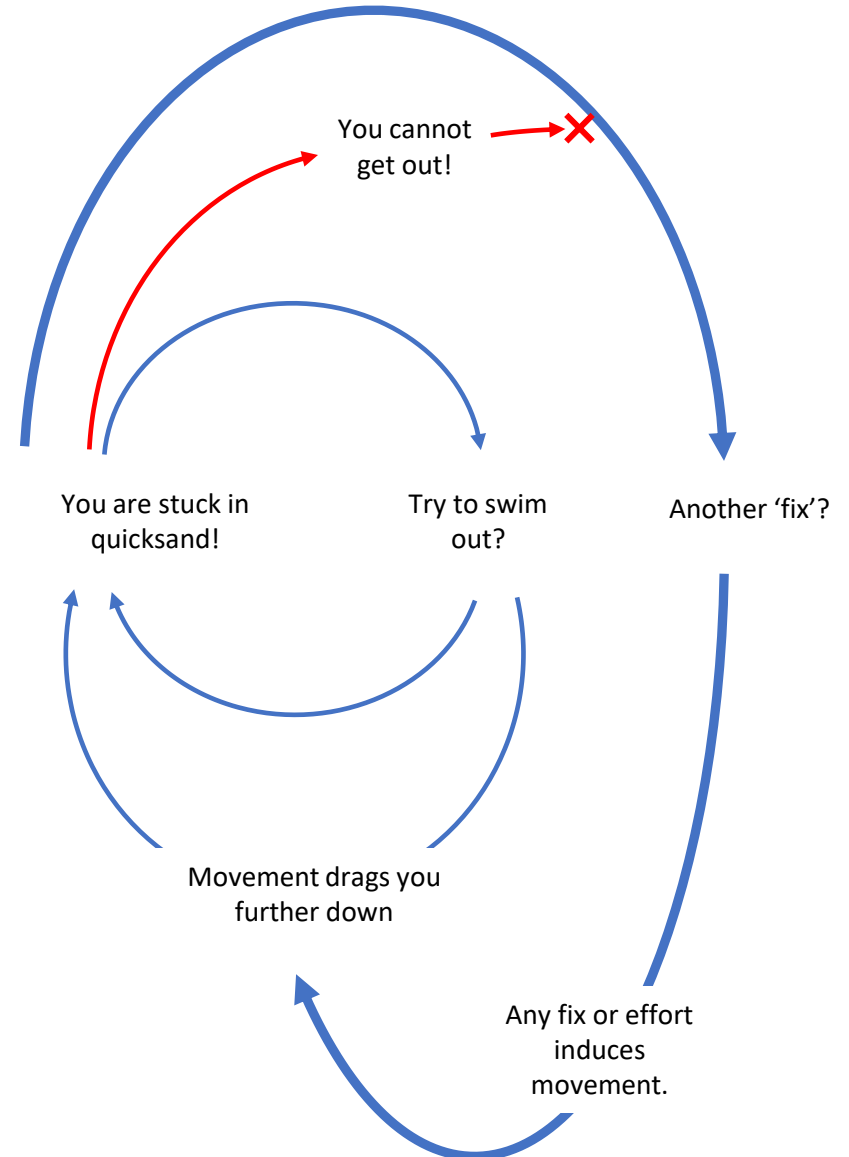 You cannot
get out!
You are stuck in
quicksand!
Try to swim
out?
Another ‘fix’?
Movement drags you
further down
Any fix or effort
induces
movement.